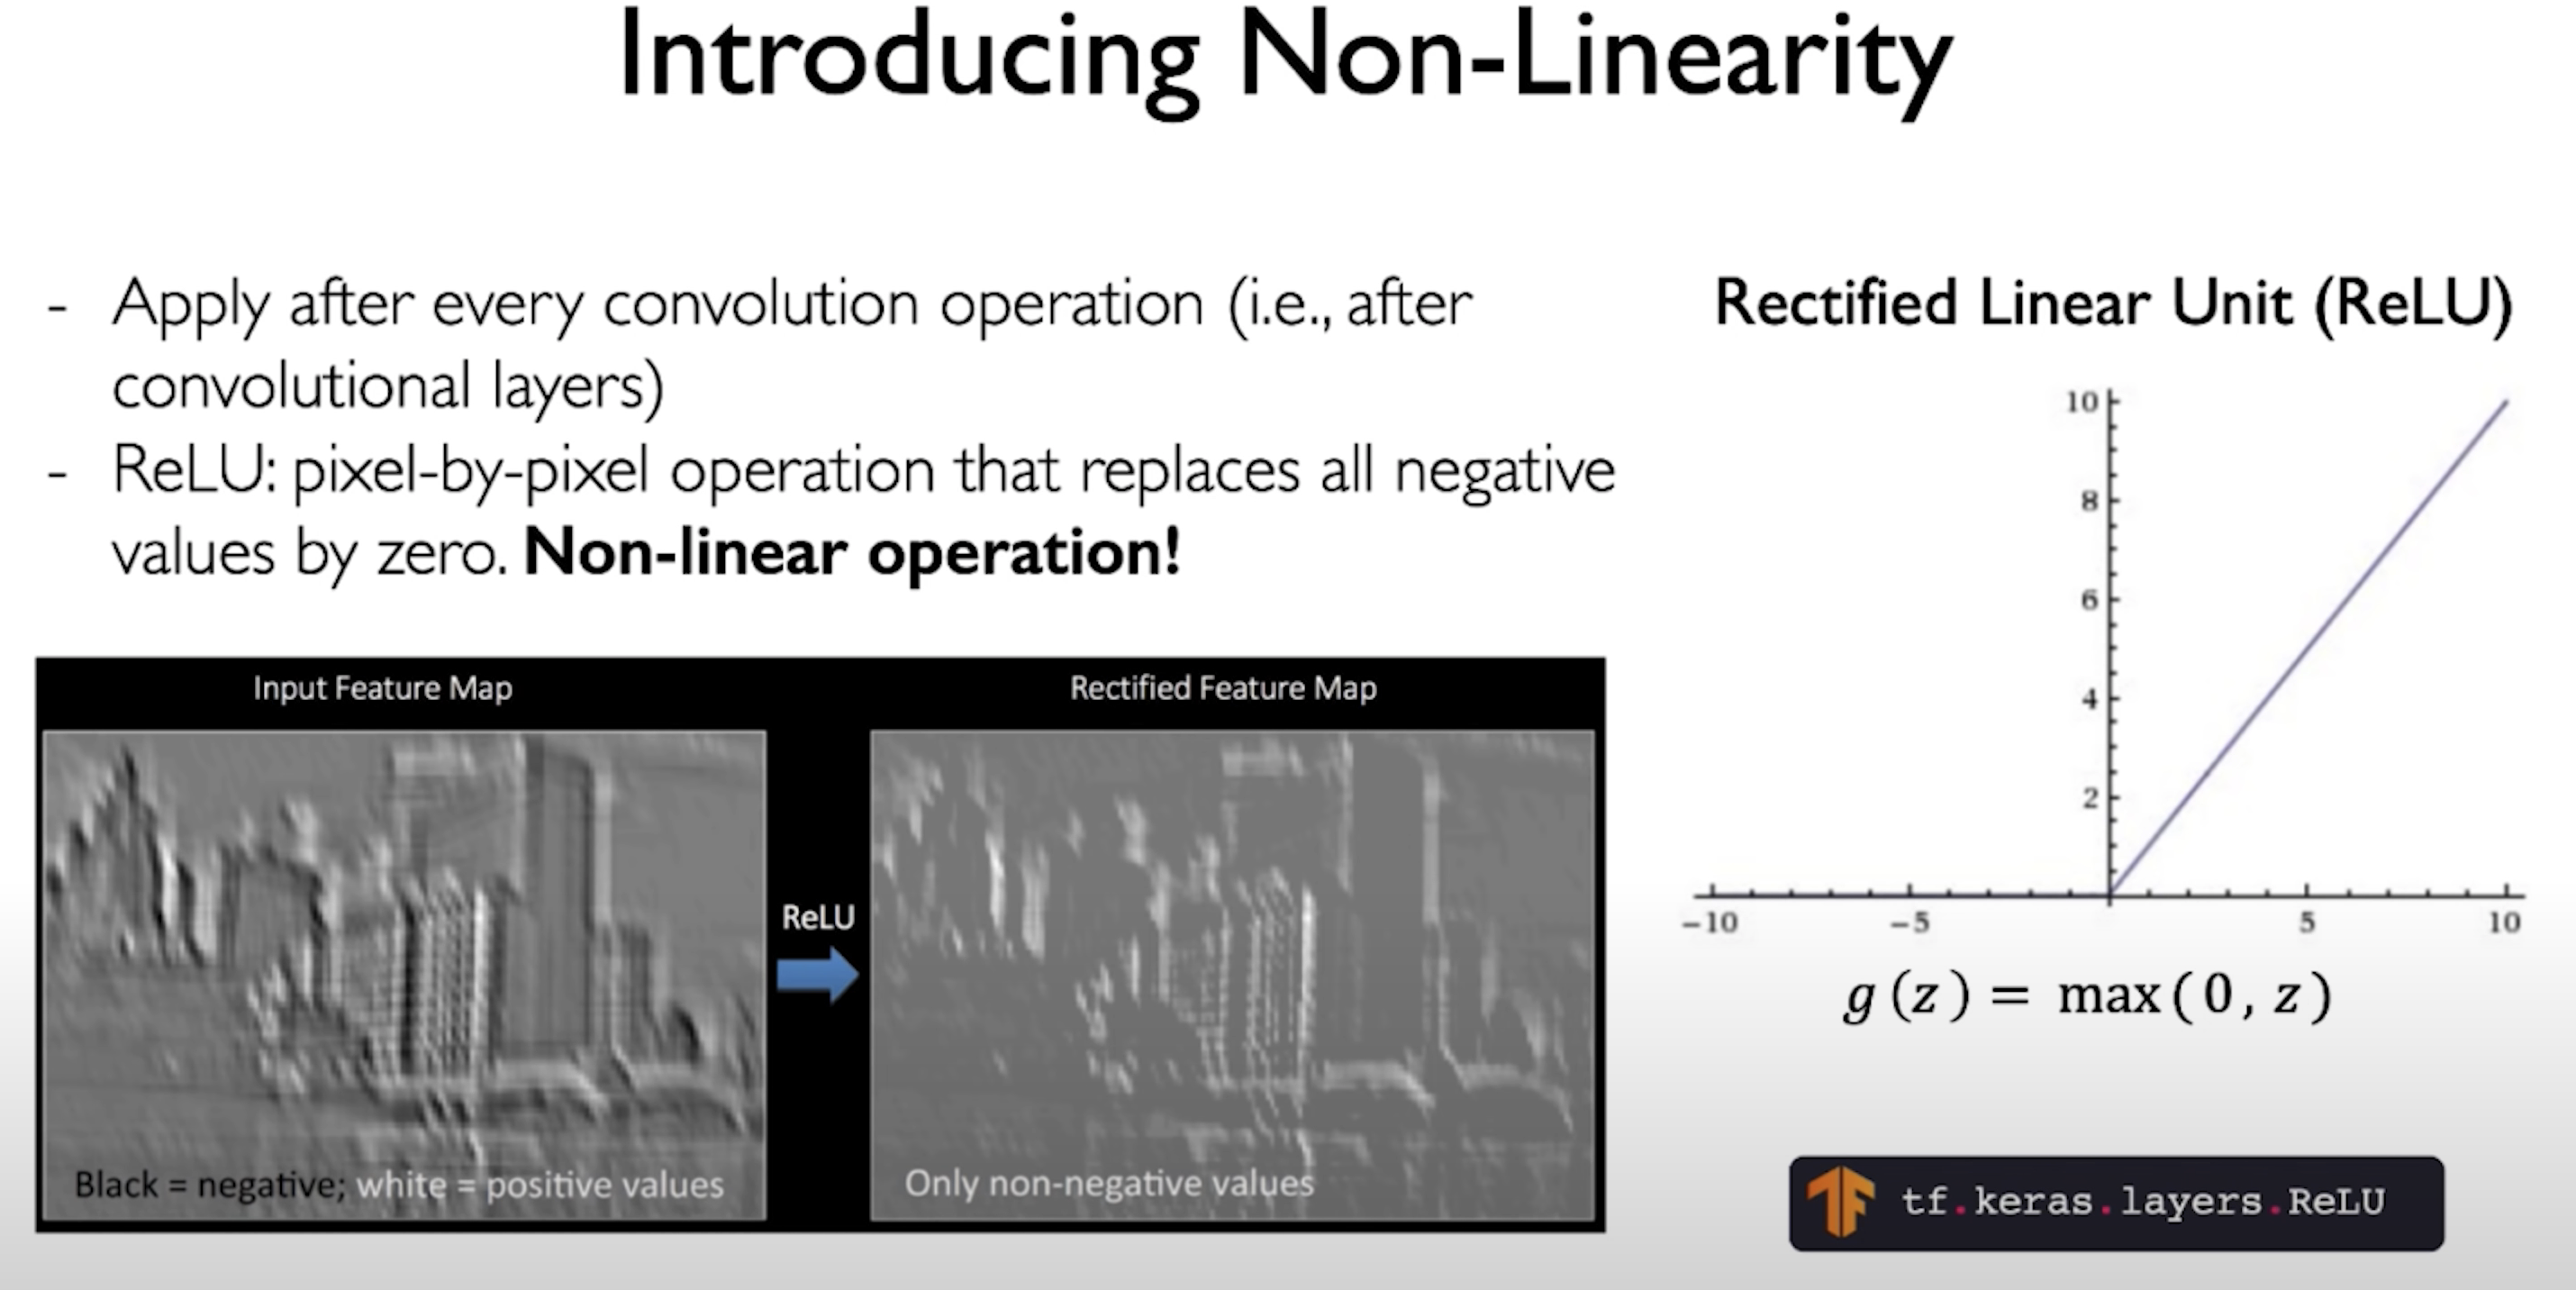 Introducing Non-Linearity
- Apply after every convolution operation (i.e., after
convolutional layers)
- ReLU: pixel-by-pixel operation that replaces all negative
values by zero. Non-linear operation!
Input Feature Map
Rectified Feature Map
ReLU
Black = negative; white = positive values
Only non-negative values
Rectified Linear Unit (ReLU)
10
8
6
4
2
−10 −5 5 10
g(z) = max(0, z)
tf.keras.layers.ReLU